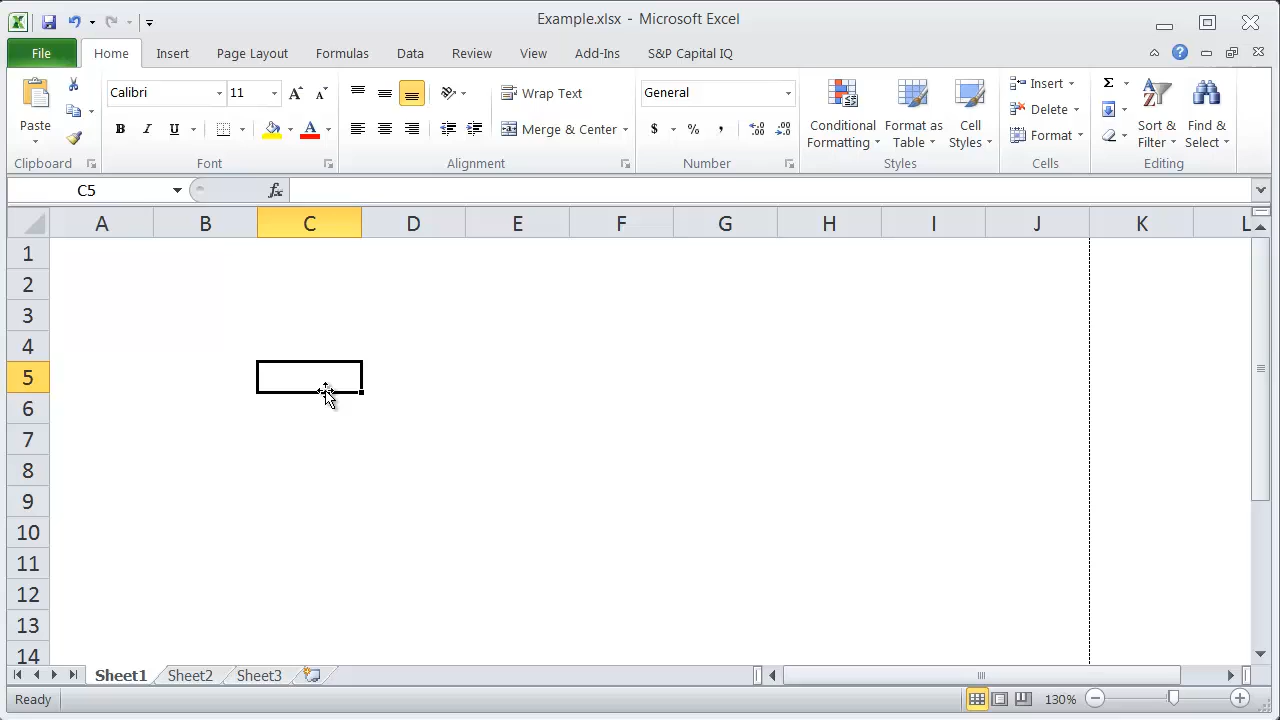 Example.xlsx - Microsoft Excel
File Home Insert Page Layout Formulas Data Review View Add-Ins S&P Capital IQ
Calibri 11 Wrap Text General Insert
Paste B I U Merge & Center $ % , Conditional Formatting Format as Table Cell Styles Delete Format Σ Sort & Filter Find & Select
Clipboard Font Alignment Number Styles Cells Editing
C5 fx
A B C D E F G H I J K L
1
2
3
4
5
6
7
8
9
10
11
12
13
14
Sheet1 Sheet2 Sheet3
Ready 130%